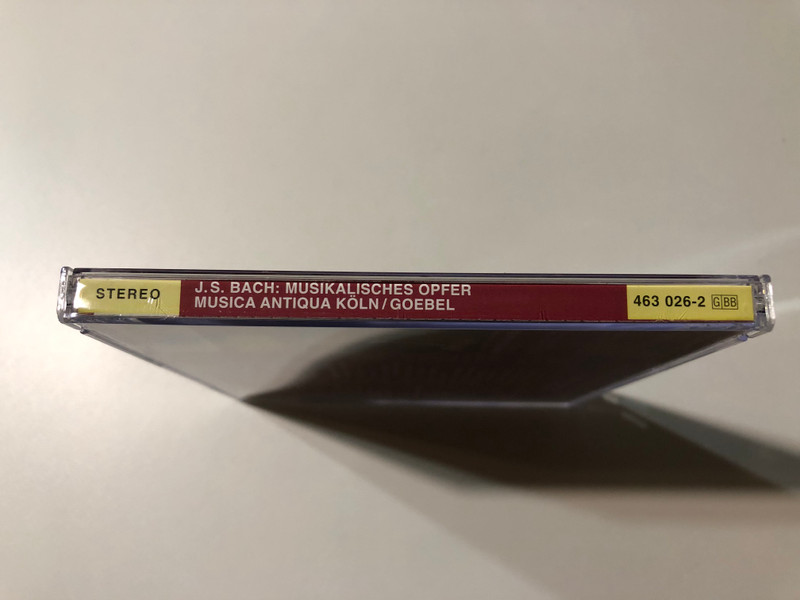 STEREO
J.S. BACH: MUSIKALISCHES OPFER
MUSICA ANTIQUA KÖLN/GOEBEL
463 026-2 GBB